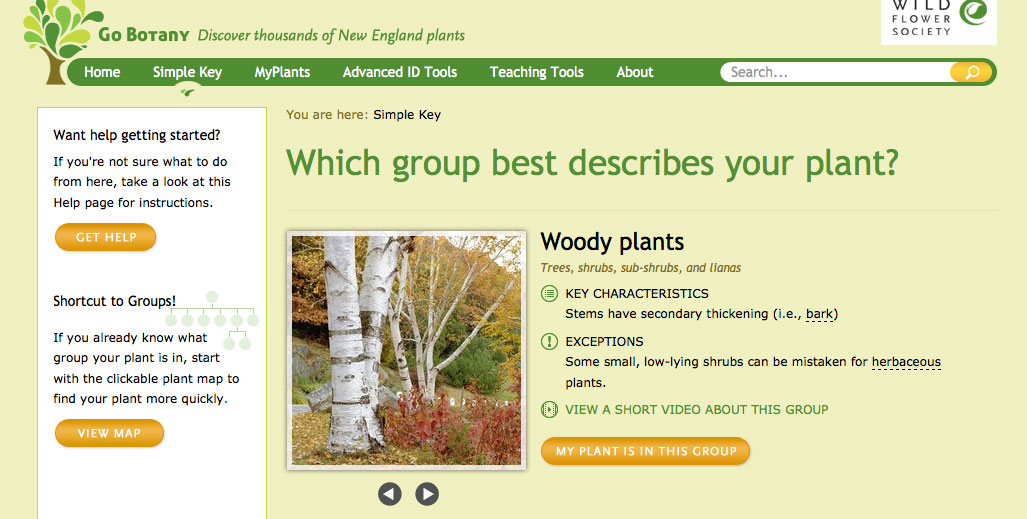 WILD
FLOWER
SOCIETY
Go Botany Discover thousands of New England plants
Home Simple Key MyPlants Advanced ID Tools Teaching Tools About Search...
You are here: Simple Key
Want help getting started?
If you're not sure what to do
from here, take a look at this
Help page for instructions.
GET HELP
Shortcut to Groups!
If you already know what
group your plant is in, start
with the clickable plant map to
find your plant more quickly.
VIEW MAP
Which group best describes your plant?
Woody plants
Trees, shrubs, sub-shrubs, and lianas
KEY CHARACTERISTICS
Stems have secondary thickening (i.e., bark)
EXCEPTIONS
Some small, low-lying shrubs can be mistaken for herbaceous
plants.
VIEW A SHORT VIDEO ABOUT THIS GROUP
MY PLANT IS IN THIS GROUP